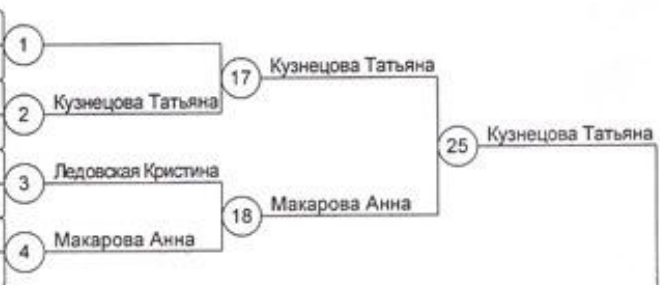 1
17 Кузнецова Татьяна
2 Кузнецова Татьяна
25 Кузнецова Татьяна
3 Ледовская Кристина
18 Макарова Анна
4 Макарова Анна